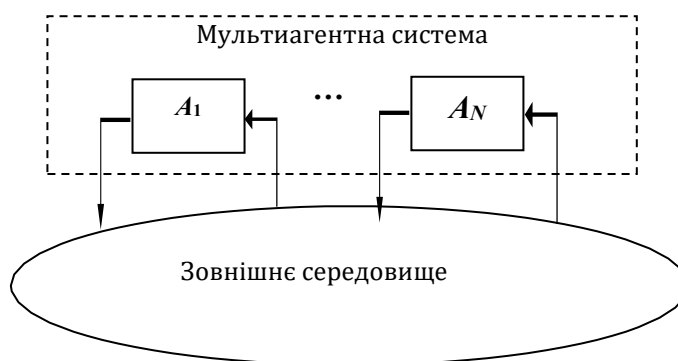 Мультиагентна система
A1 ... AN
Зовнішнє середовище